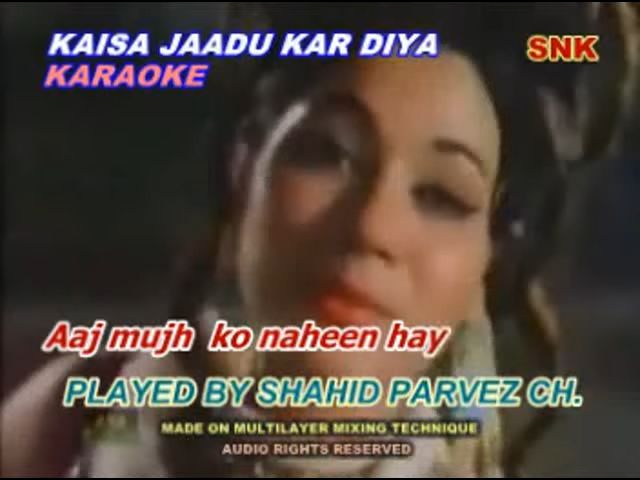 KAISA JAADU KAR DIYA
SNK
KARAOKE
Aaj mujh ko naheen hay
PLAYED BY SHAHID PARVEZ CH.
MADE ON MULTILAYER MIXING TECHNIQUE
AUDIO RIGHTS RESERVED